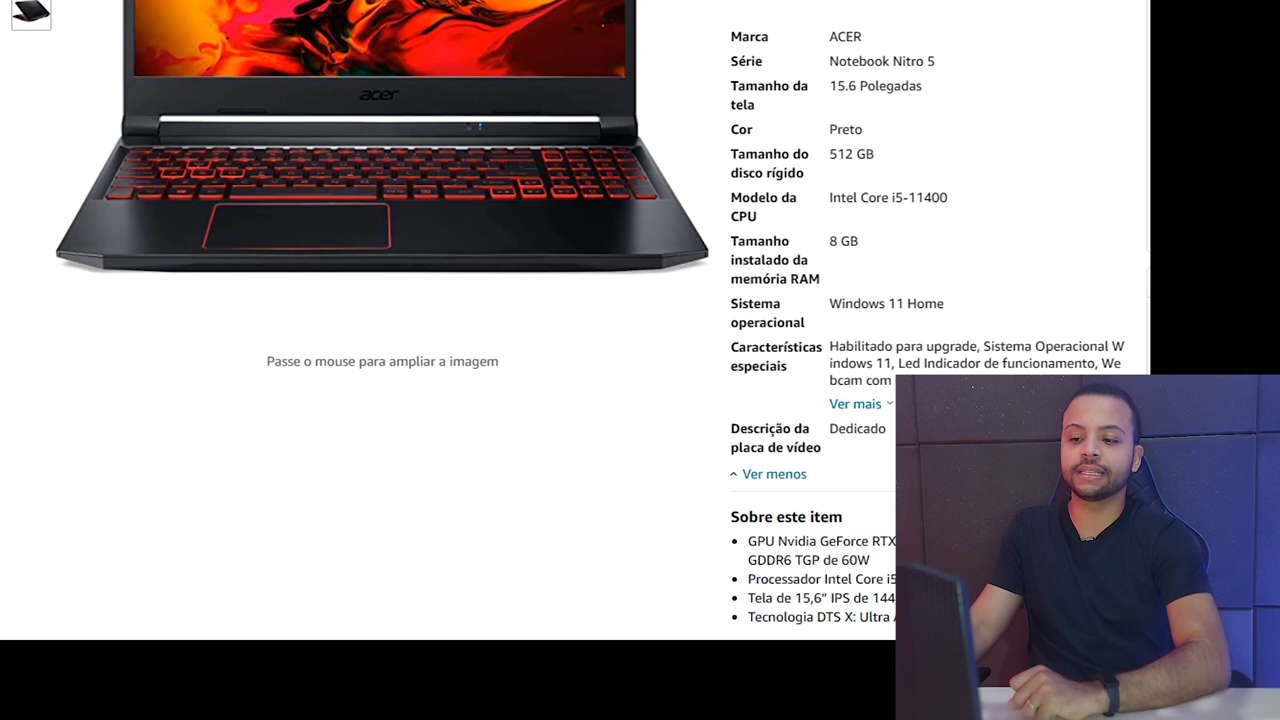 acer
Passe o mouse para ampliar a imagem
Marca ACER
Série Notebook Nitro 5
Tamanho da 15.6 Polegadas
tela
Cor Preto
Tamanho do 512 GB
disco rígido
Modelo da Intel Core i5-11400
CPU
Tamanho 8 GB
instalado da
memória RAM
Sistema Windows 11 Home
operacional
Características Habilitado para upgrade, Sistema Operacional W
especiais indows 11, Led Indicador de funcionamento, We
bcam com
Ver mais
Descrição da Dedicado
placa de vídeo
Ver menos
Sobre este item
GPU Nvidia GeForce RTX
GDDR6 TGP de 60W
Processador Intel Core i5
Tela de 15,6” IPS de 144
Tecnologia DTS X: Ultra